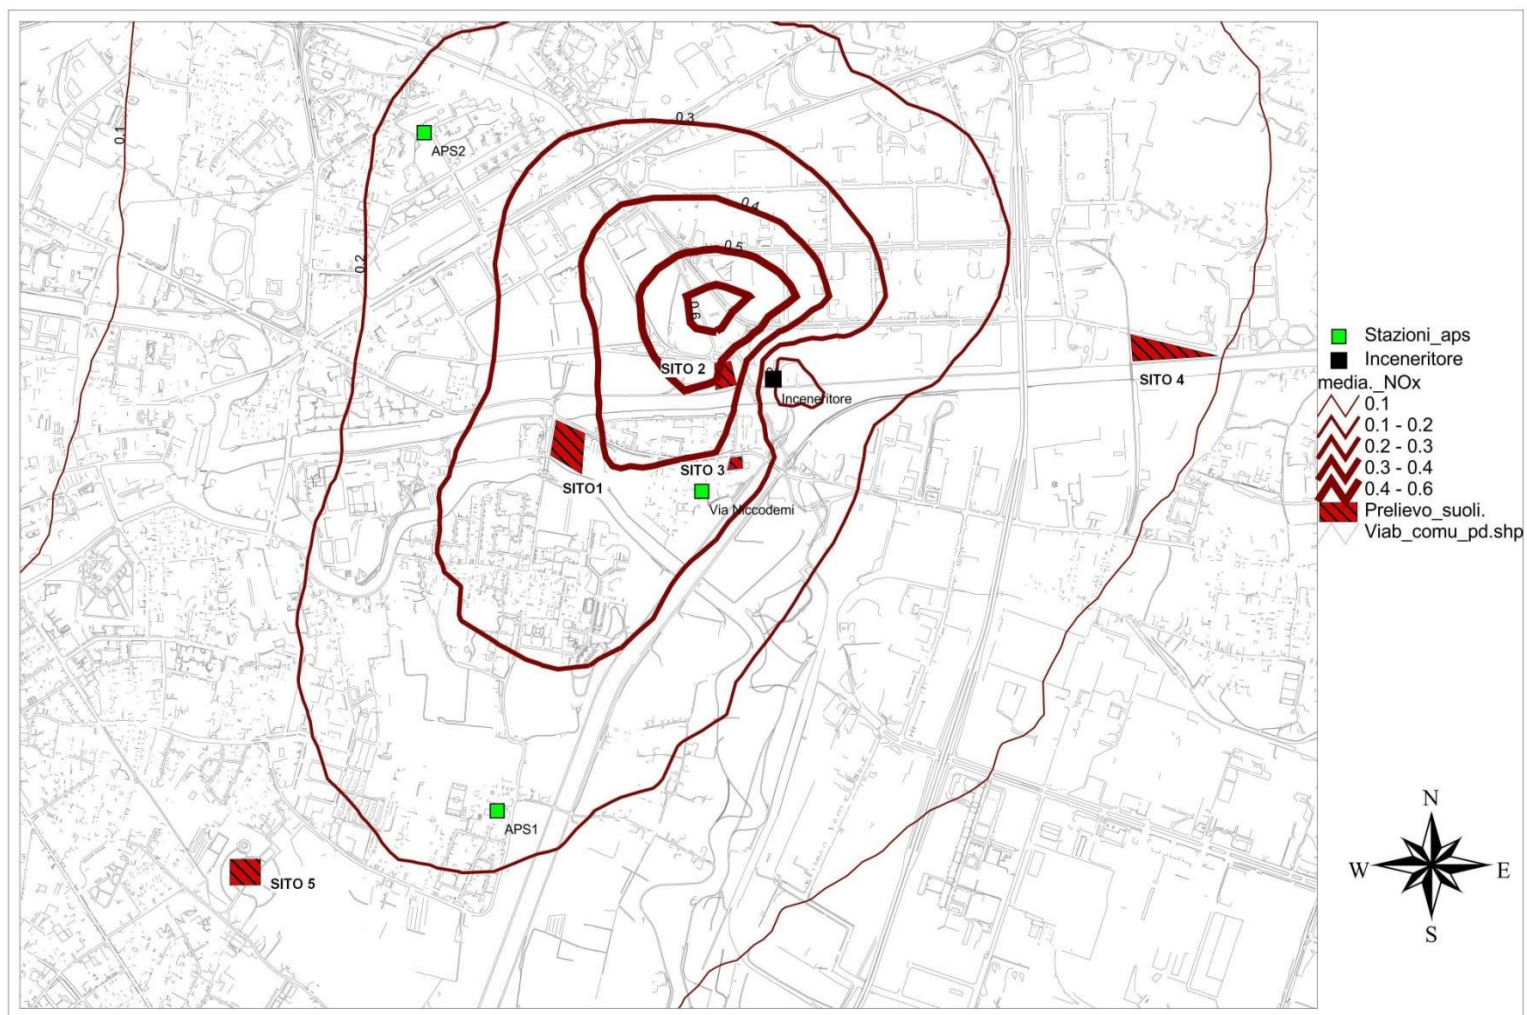 0.3
0.1
APS2
0.4
0.5
0.2
0.6
SITO 2
Inceneritore
SITO 4
SITO 3
SITO1
Via Niccodemi
APS1
SITO 5
Stazioni_aps
Inceneritore
media._NOx
0.1
0.1 - 0.2
0.2 - 0.3
0.3 - 0.4
0.4 - 0.6
Prelievo_suoli.
Viab_comu_pd.shp
N
W
E
S